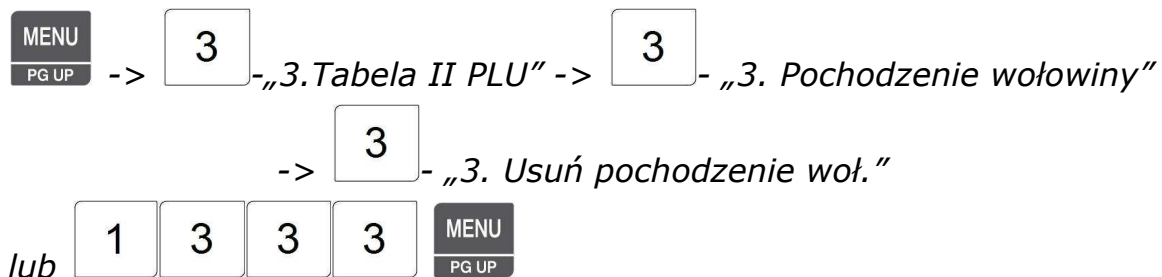 MENU PG UP -> 3 -„3.Tabela II PLU” -> 3 - „3. Pochodzenie wołowiny”
-> 3 - „3. Usuń pochodzenie woł.”
lub 1 3 3 3 MENU PG UP